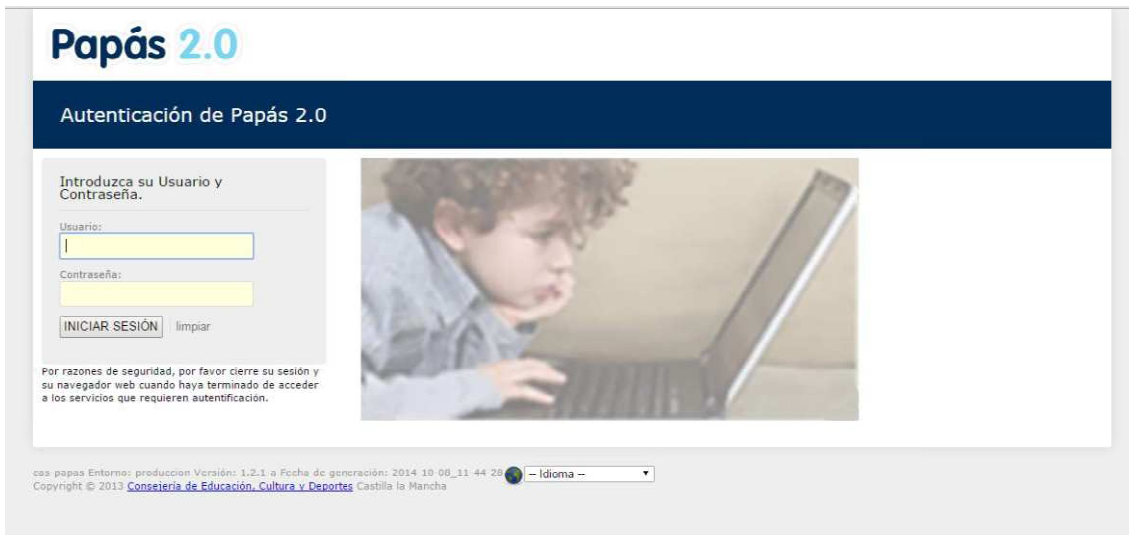 Papás 2.0
Autenticación de Papás 2.0
Introduzca su Usuario y
Contraseña.
Usuario:
Contraseña:
INICIAR SESIÓN limpiar
Por razones de seguridad, por favor cierre su sesión y
su navegador web cuando haya terminado de acceder
a los servicios que requieren autentificación.
cas papas Entorno: produccion Versión: 1.2.1 a Fecha de generación: 2014 10 08_11 44 28 -- Idioma --
Copyright © 2013 Consejería de Educación, Cultura y Deportes Castilla la Mancha